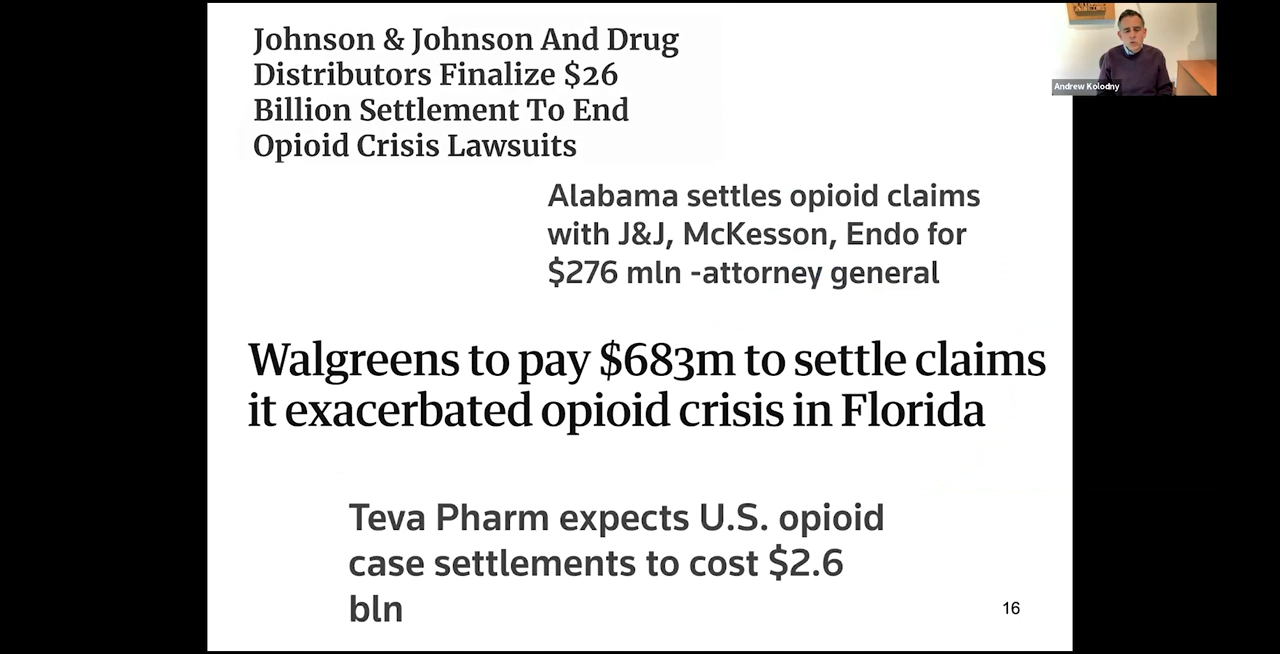 Johnson & Johnson And Drug
Distributors Finalize $26
Billion Settlement To End
Opioid Crisis Lawsuits
Andrew Kolodny
Alabama settles opioid claims
with J&J, McKesson, Endo for
$276 mln -attorney general
Walgreens to pay $683m to settle claims
it exacerbated opioid crisis in Florida
Teva Pharm expects U.S. opioid
case settlements to cost $2.6
bln
16